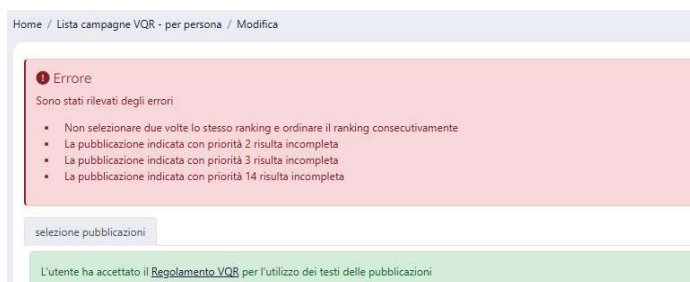 Home / Lista campagne VQR - per persona / Modifica
Errore
Sono stati rilevati degli errori
Non selezionare due volte lo stesso ranking e ordinare il ranking consecutivamente
La pubblicazione indicata con priorità 2 risulta incompleta
La pubblicazione indicata con priorità 3 risulta incompleta
La pubblicazione indicata con priorità 14 risulta incompleta
selezione pubblicazioni
L'utente ha accettato il Regolamento VQR per l'utilizzo dei testi delle pubblicazioni